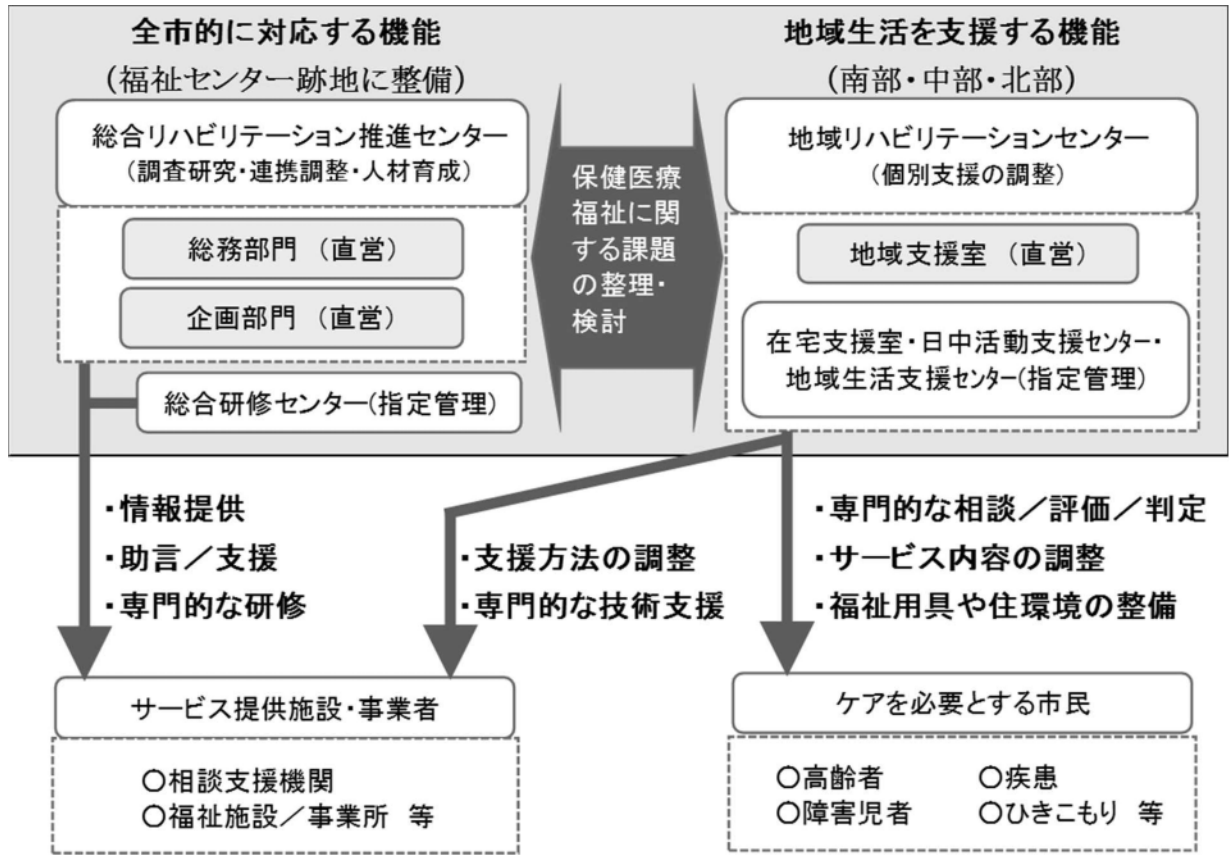 全市的に対応する機能
(福祉センター跡地に整備)
総合リハビリテーション推進センター
(調査研究・連携調整・人材育成)
総務部門 (直営)
企画部門 (直営)
総合研修センター(指定管理)
保健医療
福祉に関
する課題
の整理・
検討
地域生活を支援する機能
(南部・中部・北部)
地域リハビリテーションセンター
(個別支援の調整)
地域支援室 (直営)
在宅支援室・日中活動支援センター・
地域生活支援センター(指定管理)
・情報提供
・助言／支援
・専門的な研修
・支援方法の調整
・専門的な技術支援
・専門的な相談／評価／判定
・サービス内容の調整
・福祉用具や住環境の整備
サービス提供施設・事業者
○相談支援機関
○福祉施設／事業所 等
ケアを必要とする市民
○高齢者 ○疾患
○障害児者 ○ひきこもり 等